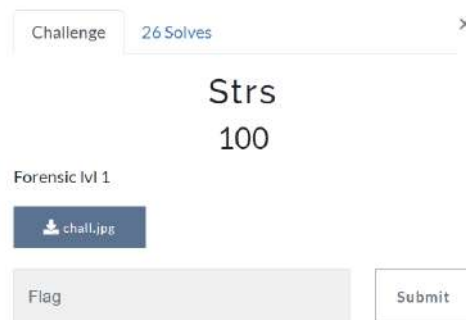 Challenge 26 Solves ×
Strs
100
Forensic lvl 1
chall.jpg
Flag Submit